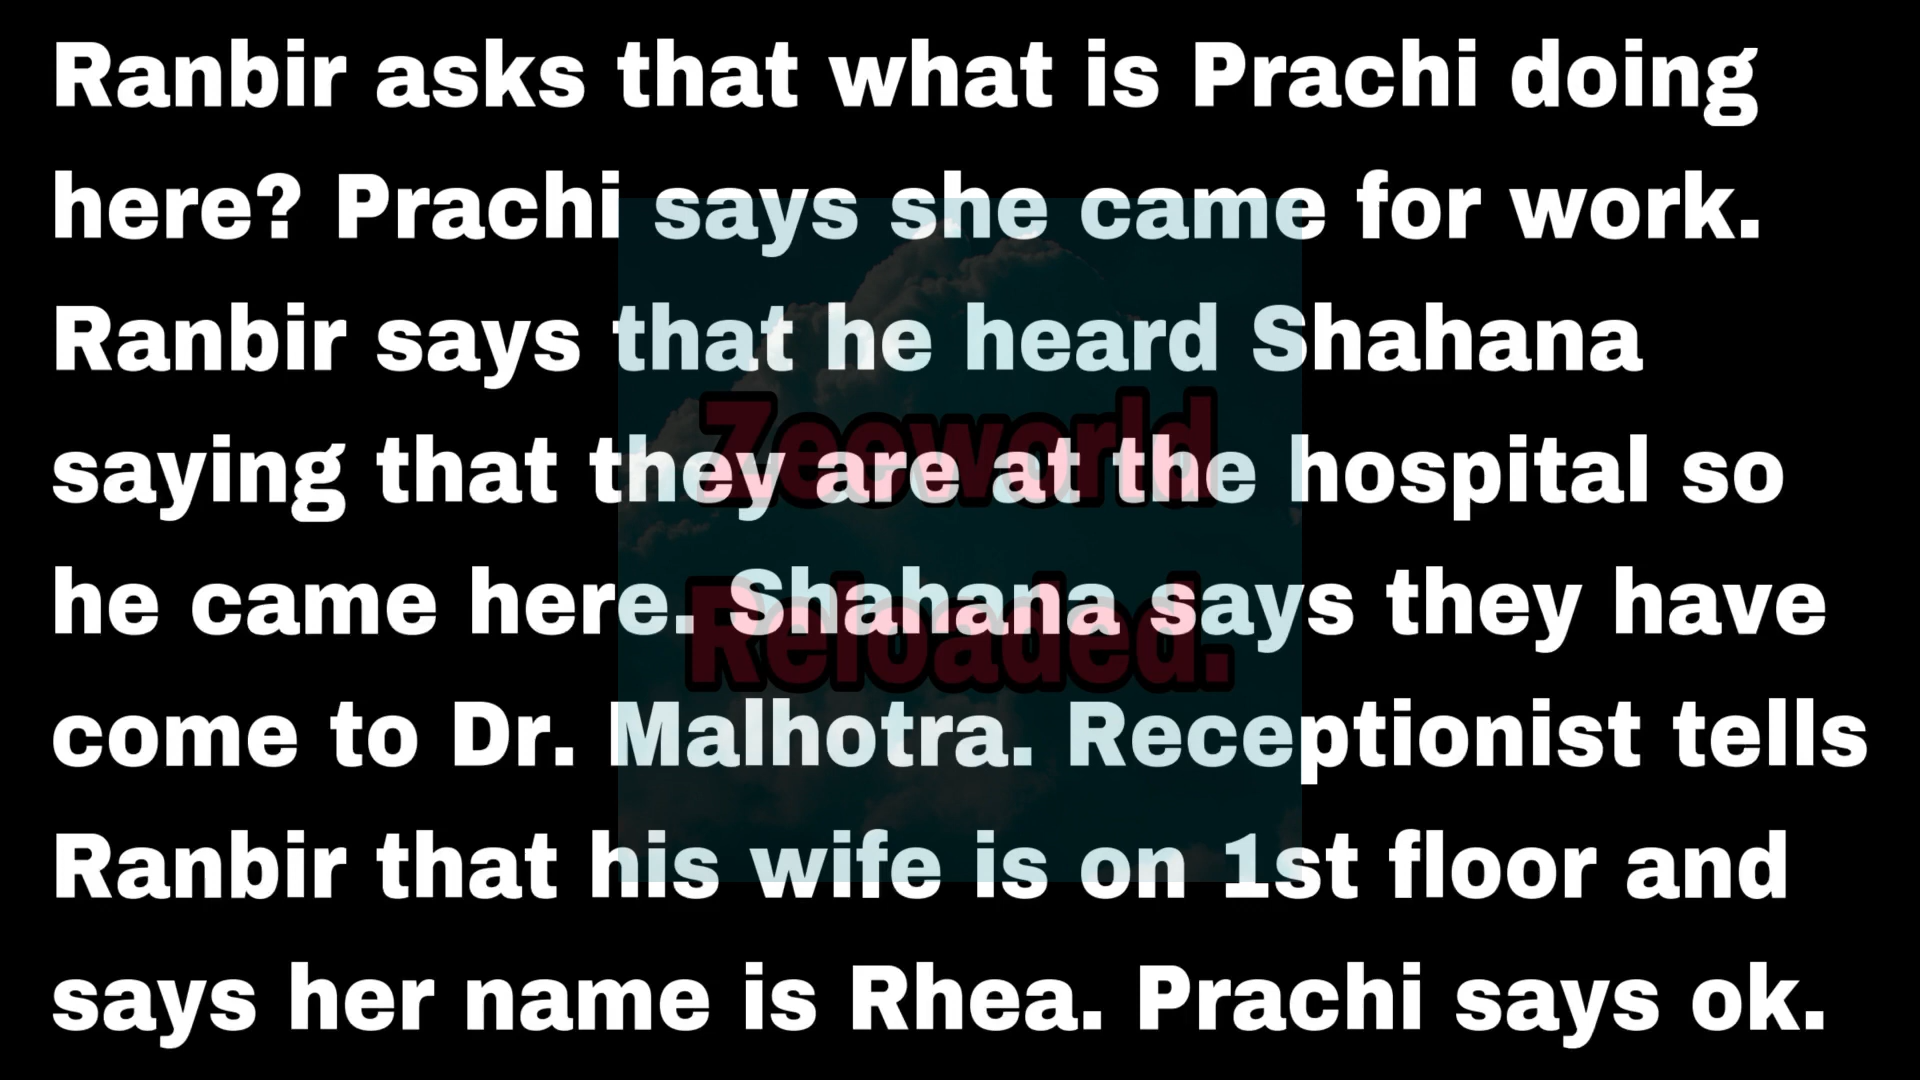 Ranbir asks that what is Prachi doing
here? Prachi says she came for work.
Ranbir says that he heard Shahana
saying that they are at the hospital so
he came here. Shahana says they have
come to Dr. Malhotra. Receptionist tells
Ranbir that his wife is on 1st floor and
says her name is Rhea. Prachi says ok.
Zeeworld
Reloaded.